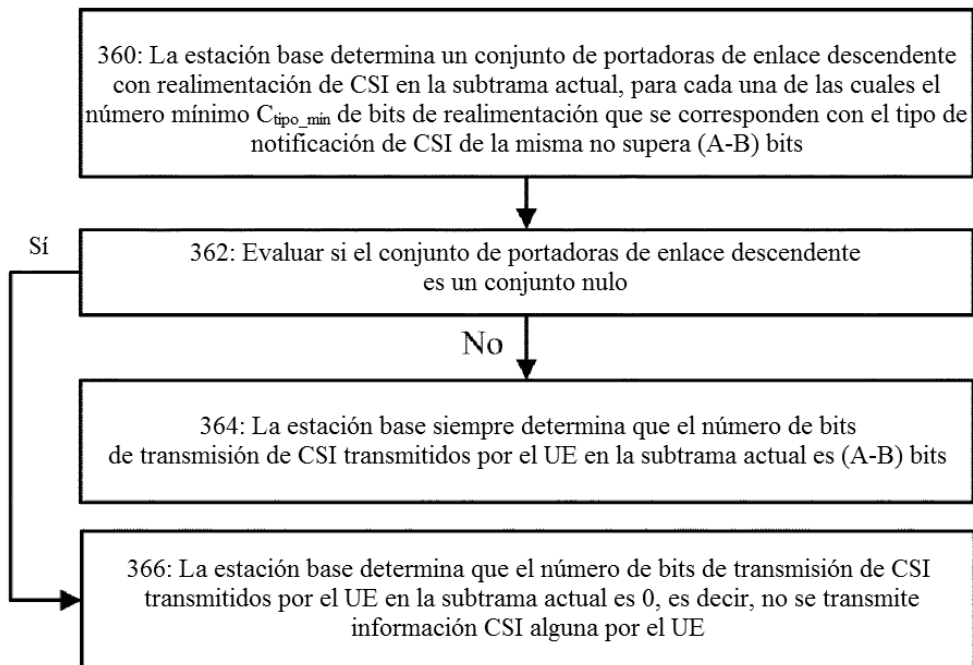 360: La estación base determina un conjunto de portadoras de enlace descendente
con realimentación de CSI en la subtrama actual, para cada una de las cuales el
número mínimo Ctipo_min de bits de realimentación que se corresponden con el tipo de
notificación de CSI de la misma no supera (A-B) bits
Sí
362: Evaluar si el conjunto de portadoras de enlace descendente
es un conjunto nulo
No
364: La estación base siempre determina que el número de bits
de transmisión de CSI transmitidos por el UE en la subtrama actual es (A-B) bits
366: La estación base determina que el número de bits de transmisión de CSI
transmitidos por el UE en la subtrama actual es 0, es decir, no se transmite
información CSI alguna por el UE